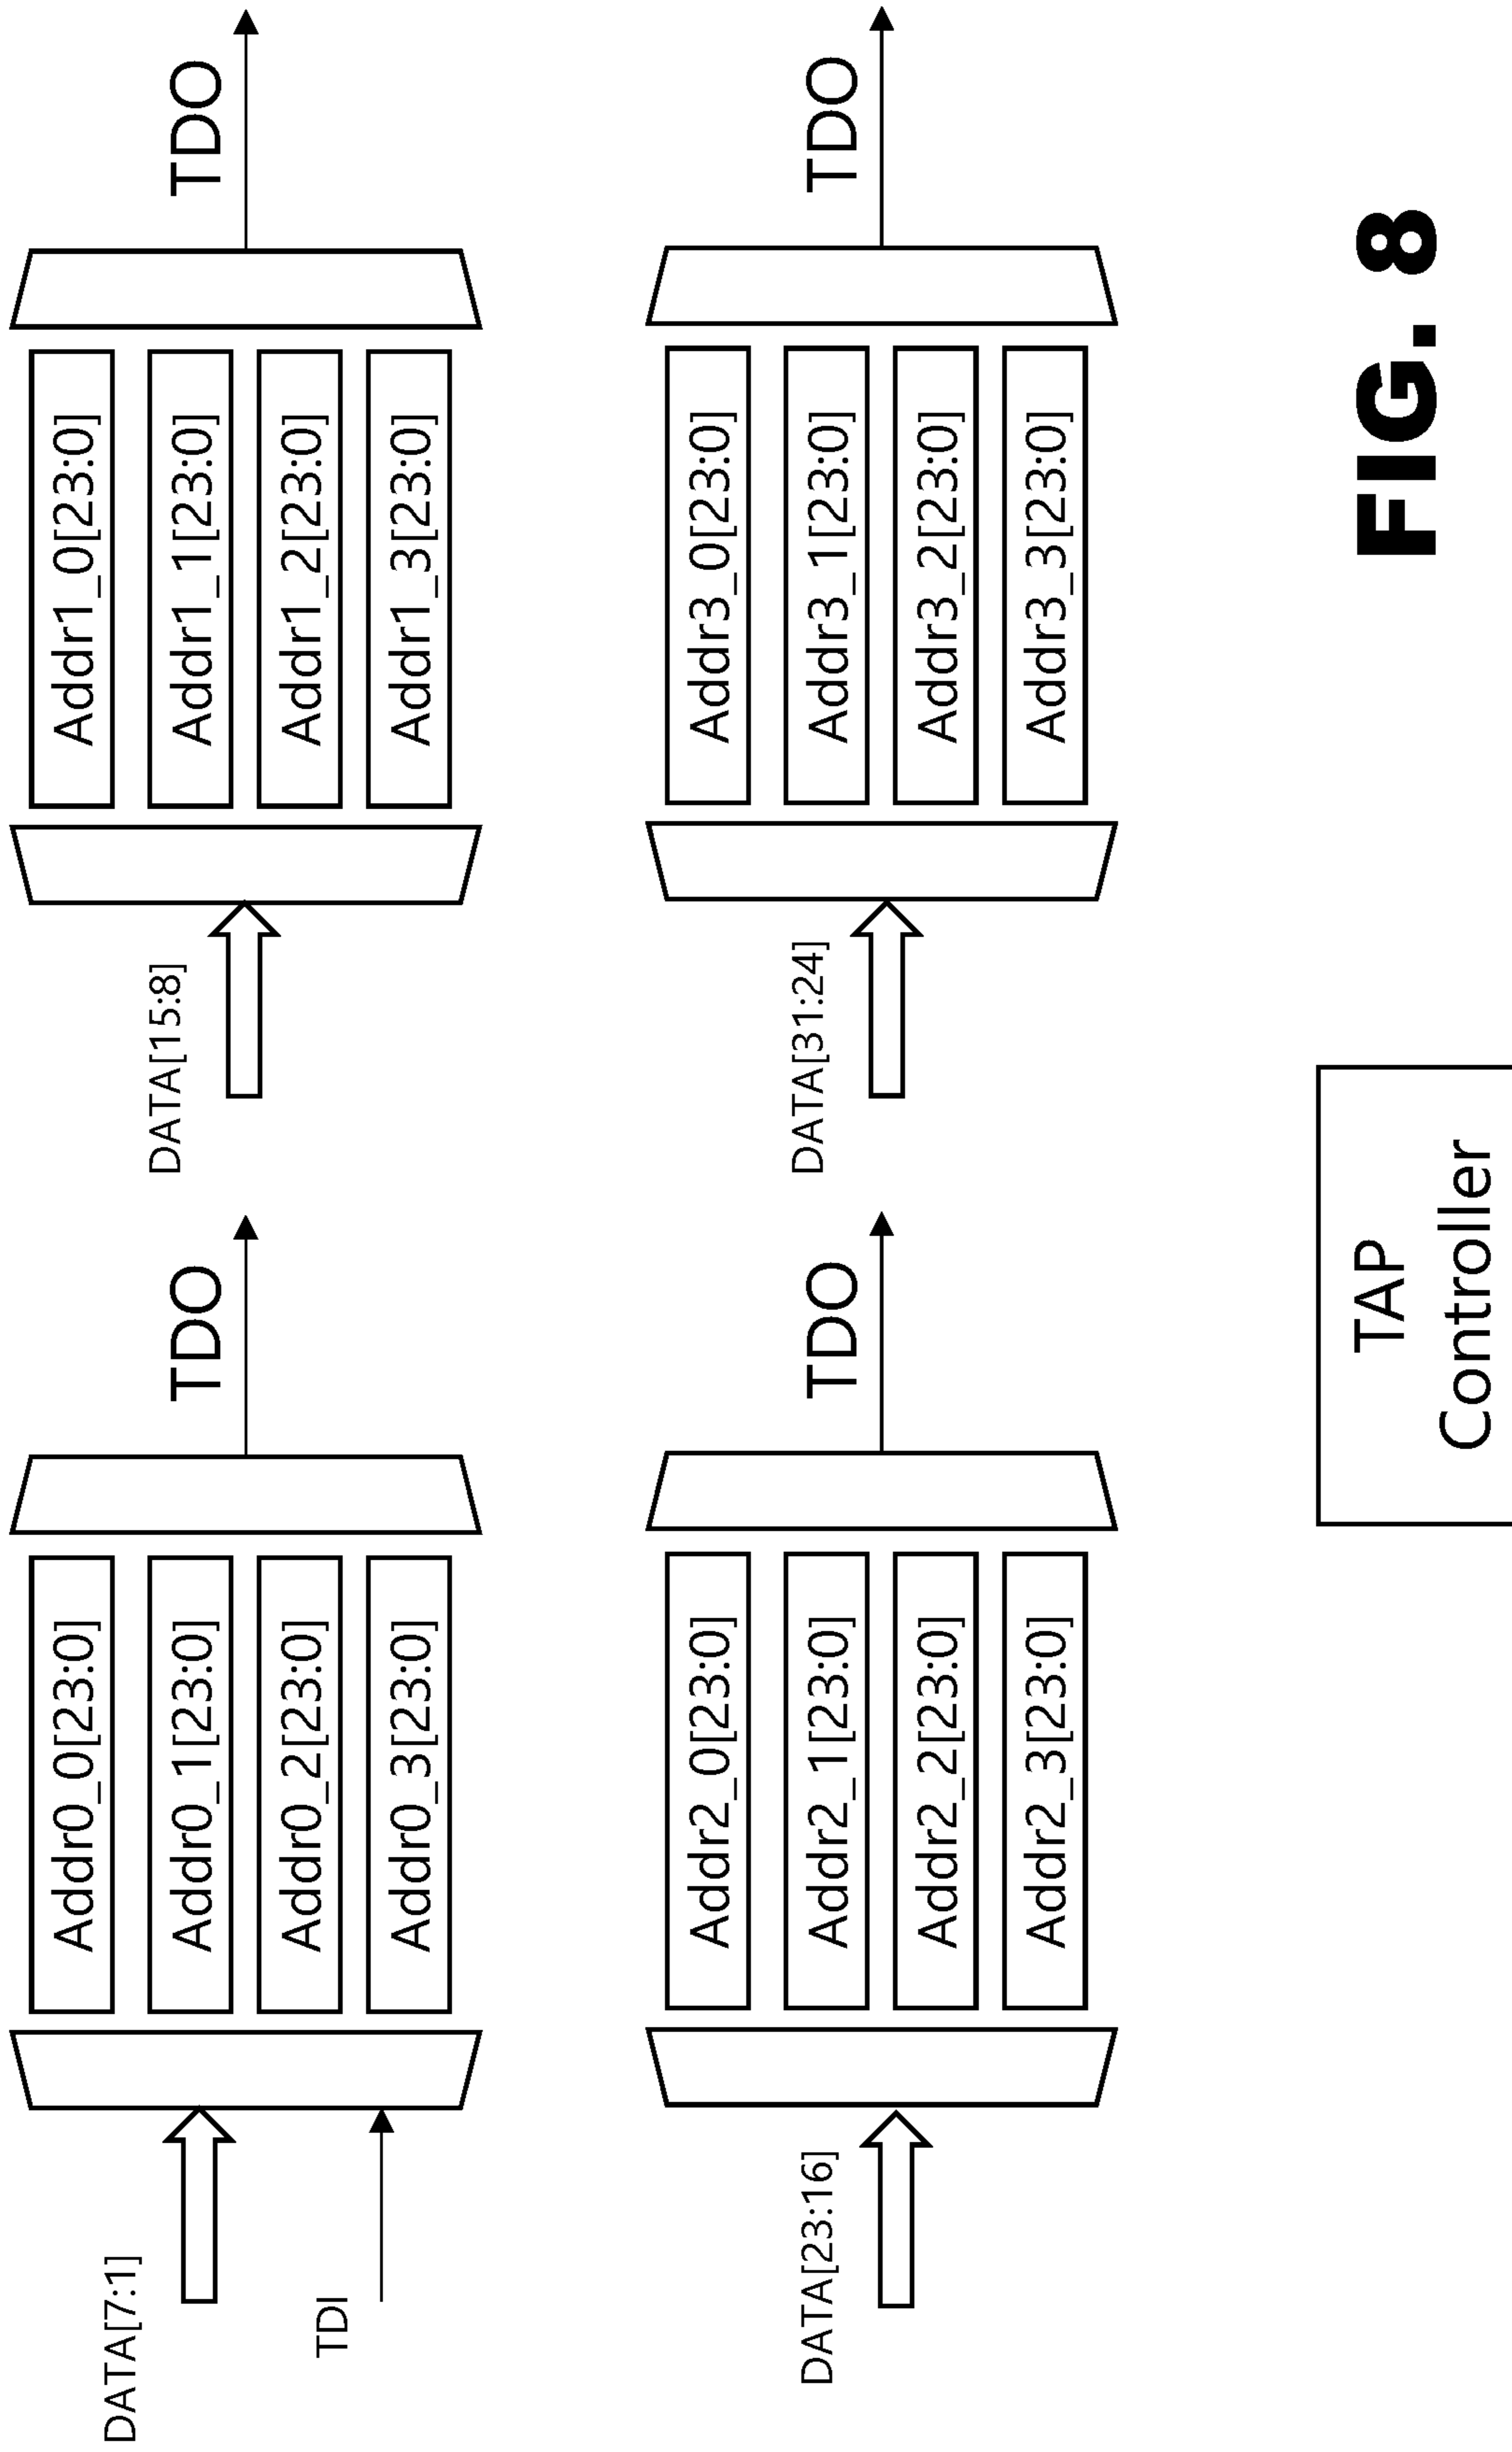 DATA[7:1]
TDI
Addr0_0[23:0]
Addr0_1[23:0]
Addr0_2[23:0]
Addr0_3[23:0]
TDO
DATA[15:8]
Addr1_0[23:0]
Addr1_1[23:0]
Addr1_2[23:0]
Addr1_3[23:0]
TDO
DATA[23:16]
Addr2_0[23:0]
Addr2_1[23:0]
Addr2_2[23:0]
Addr2_3[23:0]
TDO
DATA[31:24]
Addr3_0[23:0]
Addr3_1[23:0]
Addr3_2[23:0]
Addr3_3[23:0]
TDO
TAP
Controller
FIG. 8